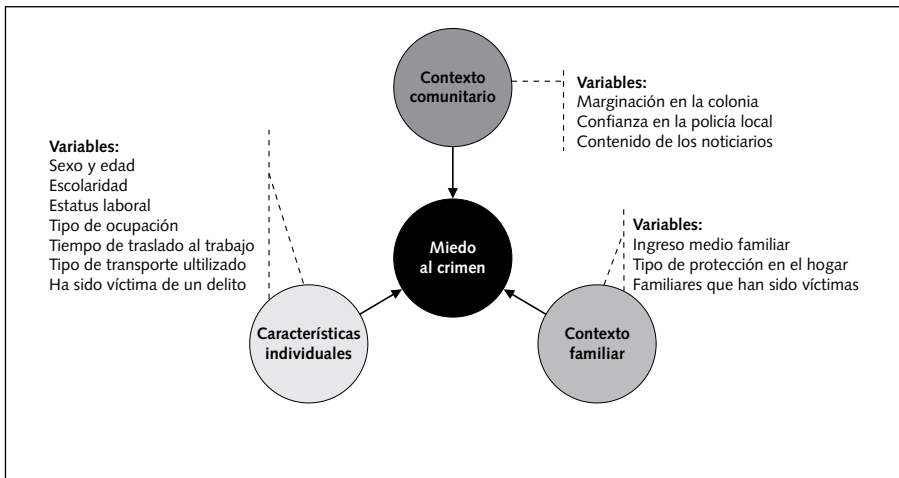 Contexto
comunitario
Variables:
Marginación en la colonia
Confianza en la policía local
Contenido de los noticiarios
Variables:
Sexo y edad
Escolaridad
Estatus laboral
Tipo de ocupación
Tiempo de traslado al trabajo
Tipo de transporte ultilizado
Ha sido víctima de un delito
Miedo
al crimen
Variables:
Ingreso medio familiar
Tipo de protección en el hogar
Familiares que han sido víctimas
Característícas
individuales
Contexto
familiar